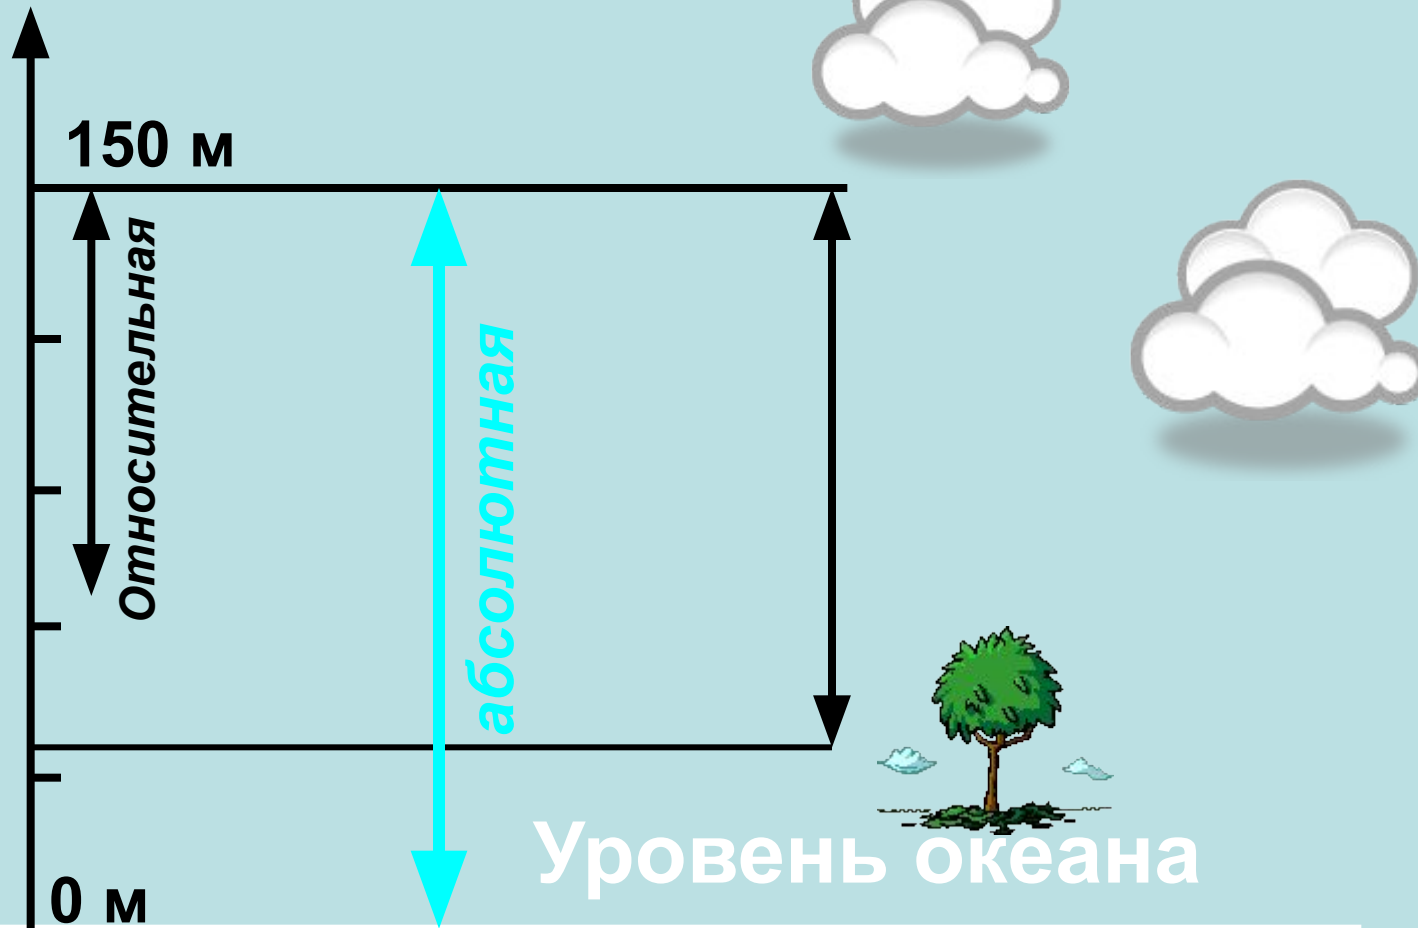 150 м
Относительная
абсолютная
Уровень океана
0 м